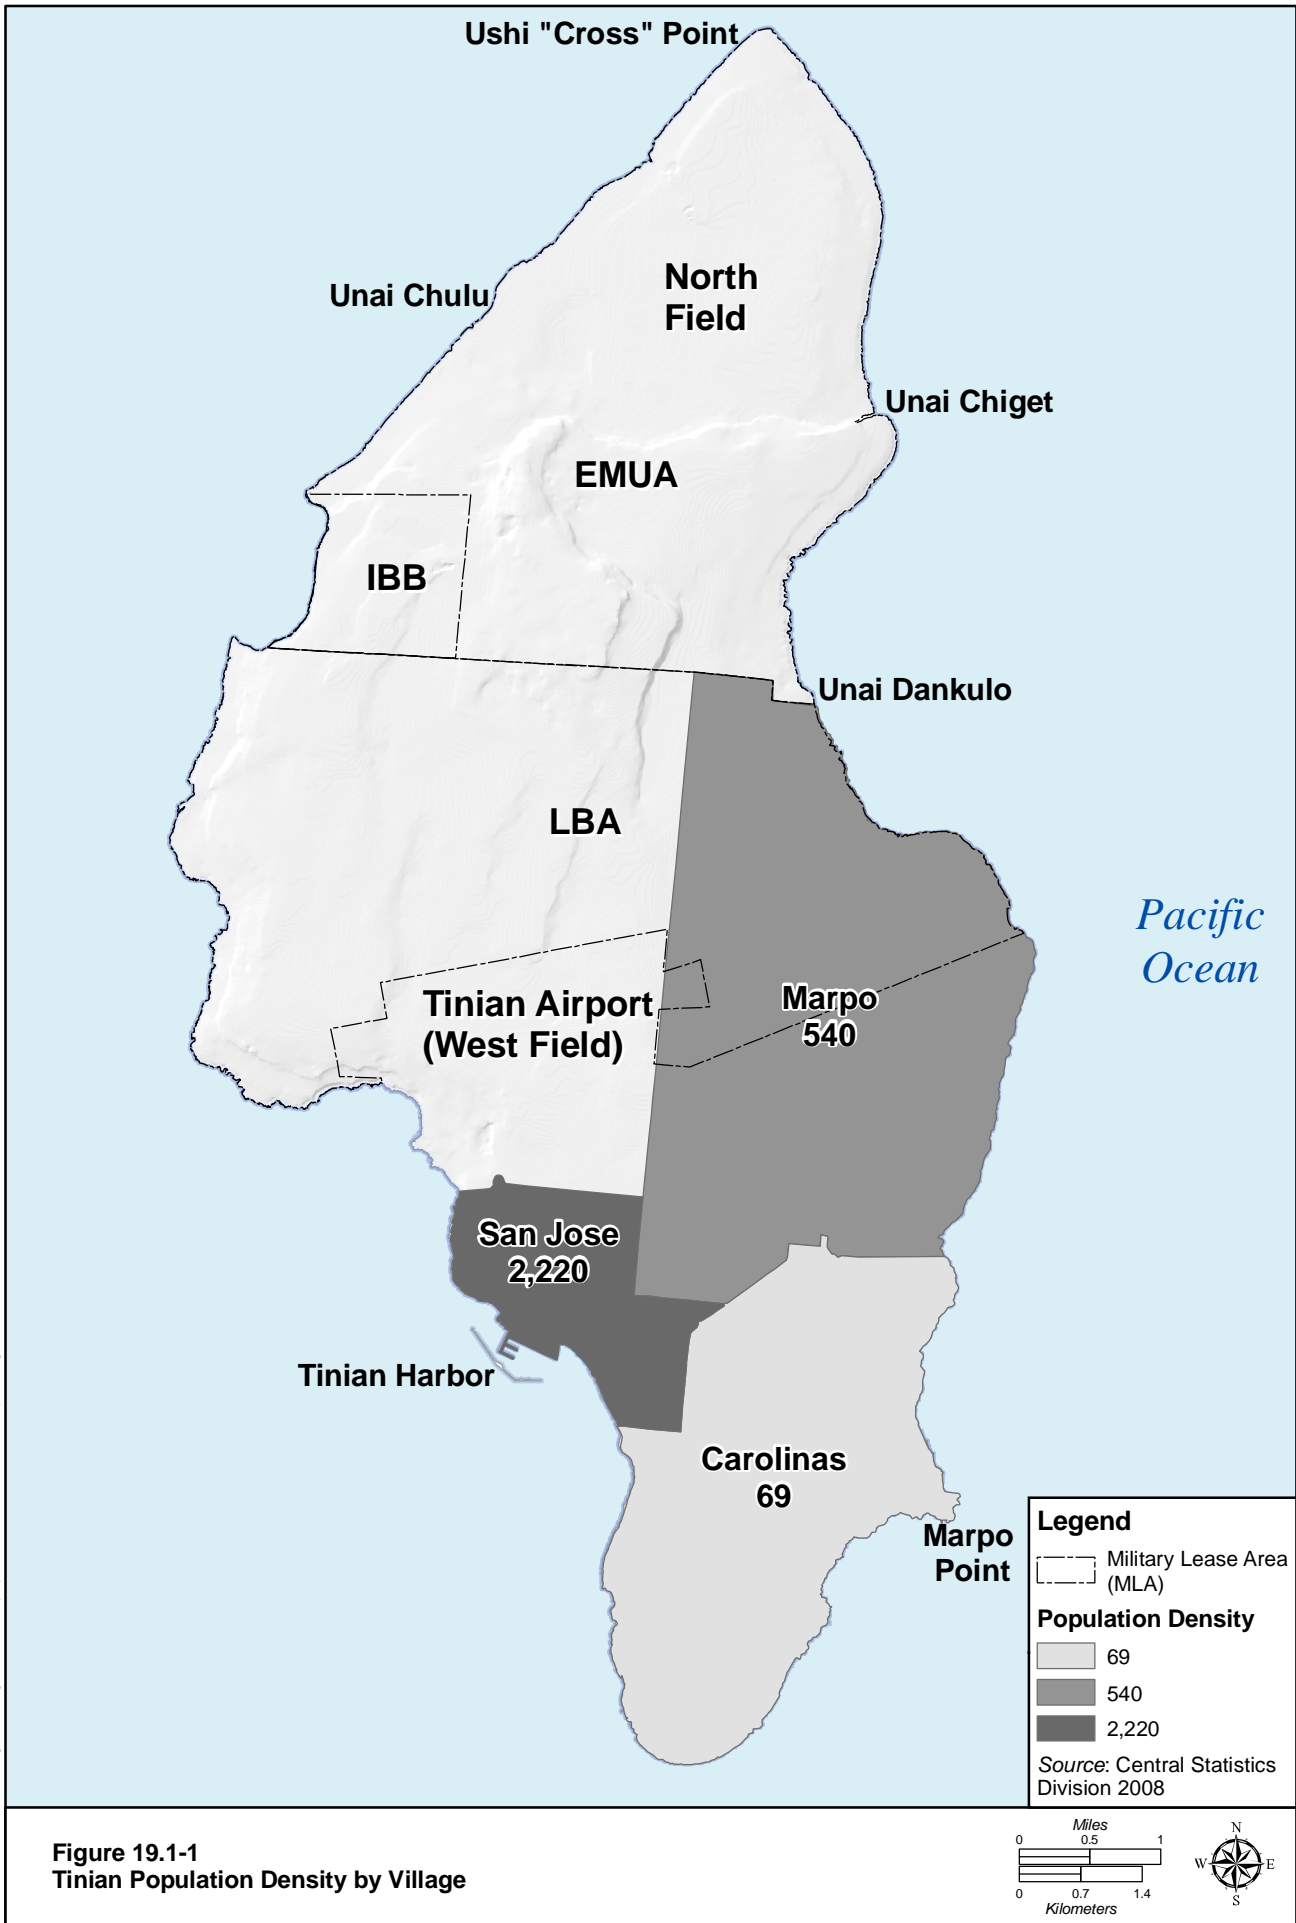 Ushi "Cross" Point
North
Field
Unai Chulu
Unai Chiget
EMUA
IBB
Unai Dankulo
LBA
Pacific
Ocean
Tinian Airport
(West Field)
Marpo
540
San Jose
2,220
Tinian Harbor
Carolinas
69
Marpo
Point
Legend
Military Lease Area
(MLA)
Population Density
69
540
2,220
Source: Central Statistics
Division 2008
Figure 19.1-1
Tinian Population Density by Village
Miles
0 0.5 1
0 0.7 1.4
Kilometers
N
W E
S